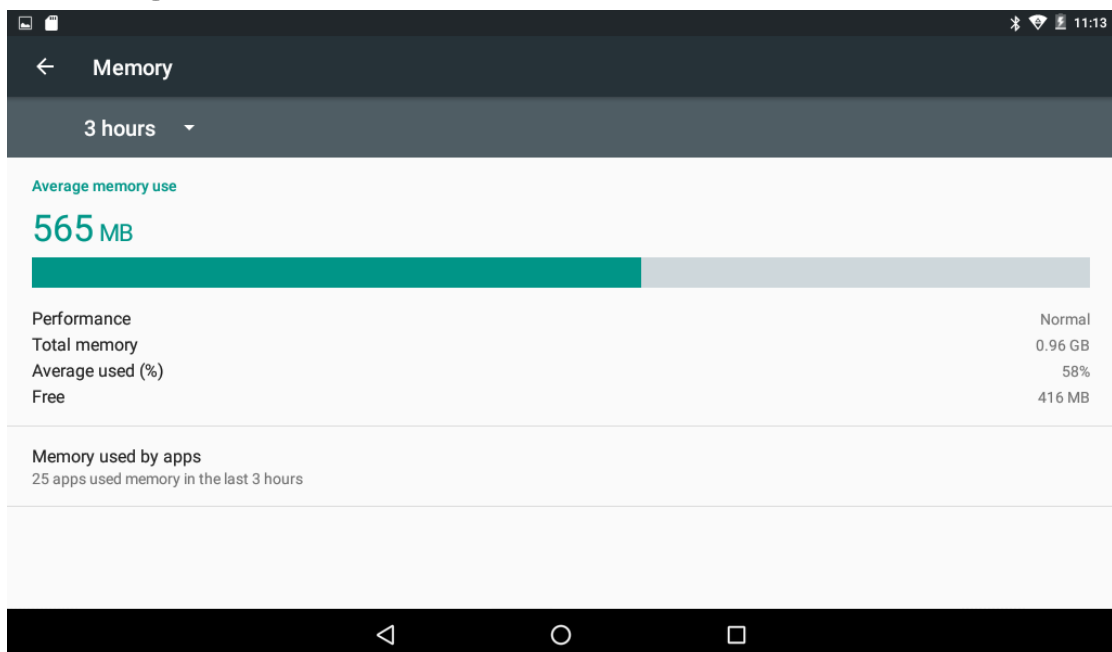 11:13
Memory
3 hours
Average memory use
565 MB
Performance Normal
Total memory 0.96 GB
Average used (%) 58%
Free 416 MB
Memory used by apps
25 apps used memory in the last 3 hours